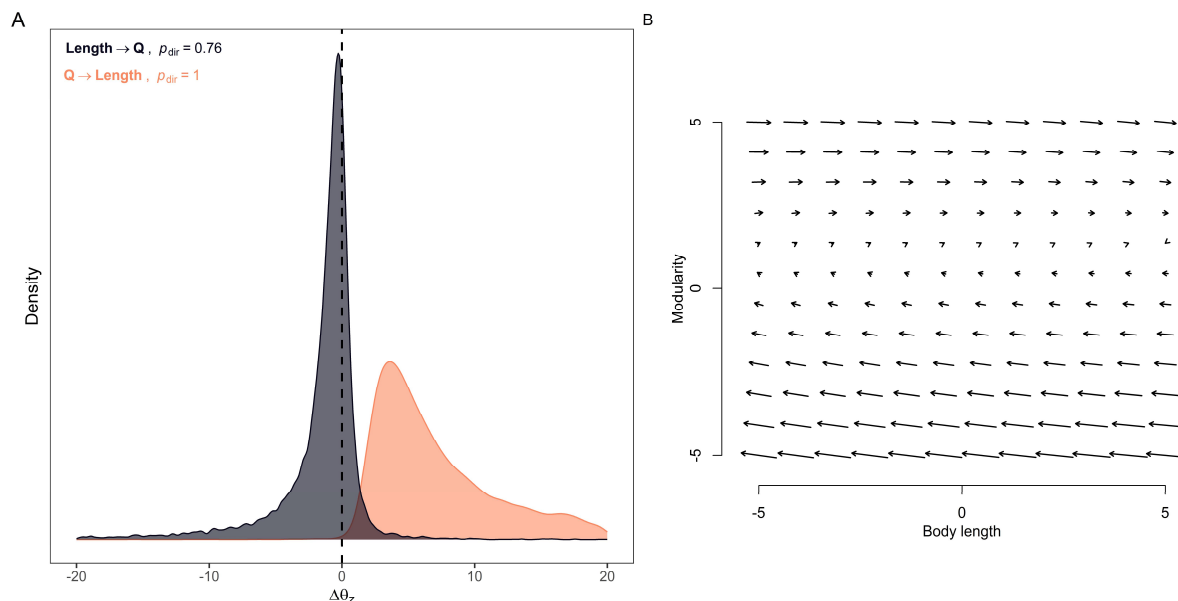 A
Length → Q , p_dir = 0.76
Q → Length , p_dir = 1
Density
-20 -10 0 10 20
Δθ_z
B
5
0
-5
Modularity
-5 0 5
Body length